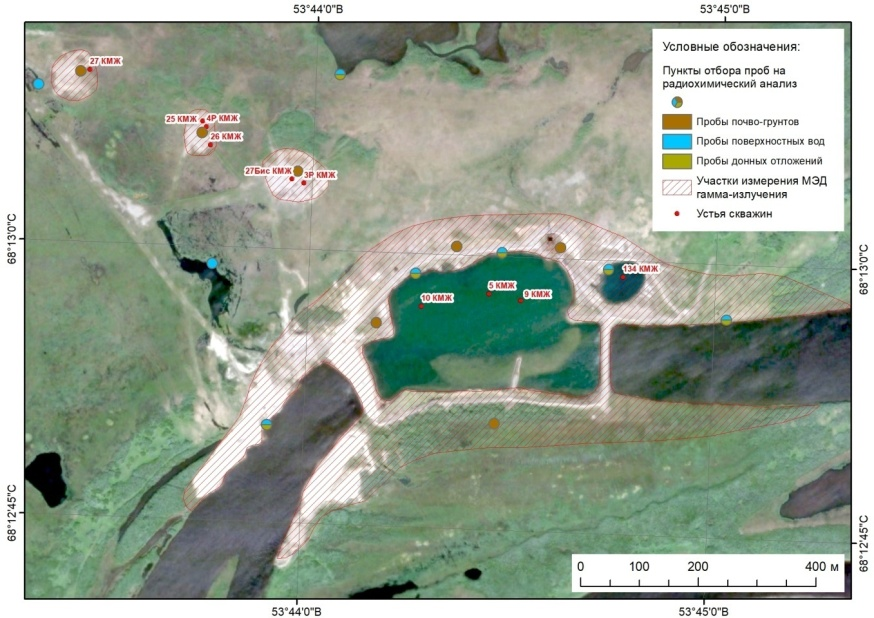 53°44'0"В
53°45'0"В
Условные обозначения:
Пункты отбора проб на
радиохимический анализ
Пробы почво-грунтов
Пробы поверхностных вод
Пробы донных отложений
Участки измерения МЭД
гамма-излучения
Устья скважин
27 КМЖ
25 КМЖ
4Р КМЖ
26 КМЖ
27Бис КМЖ
3Р КМЖ
134 КМЖ
5 КМЖ
10 КМЖ
9 КМЖ
68°13'0"С
68°13'0"С
68°12'45"С
68°12'45"С
0 100 200 400 м
53°44'0"В
53°45'0"В